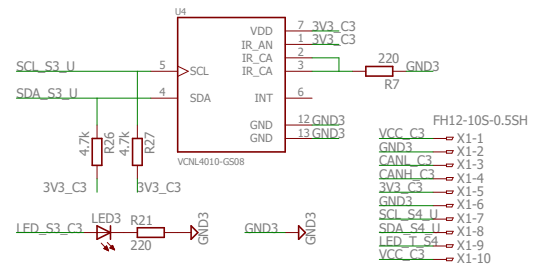 U4
VDD 7 3V3_C3
IR_AN 1 3V3_C3
IR_CA 2
SCL_S3_U 5 SCL IR_CA 3 220 GND3
R7
SDA_S3_U 4 SDA INT 6
GND 12 GND3
GND 13 GND3
VCNL4010-GS08
4.7k R26 4.7k R27
3V3_C3 3V3_C3
LED_S3_C3 LED3 R21 220 GND3
GND3 GND3
FH12-10S-0.5SH
VCC_C3 X1-1
GND3 X1-2
CANL_C3 X1-3
CANH_C3 X1-4
3V3_C3 X1-5
GND3 X1-6
SCL_S4_U X1-7
SDA_S4_U X1-8
LED_T_S4 X1-9
VCC_C3 X1-10